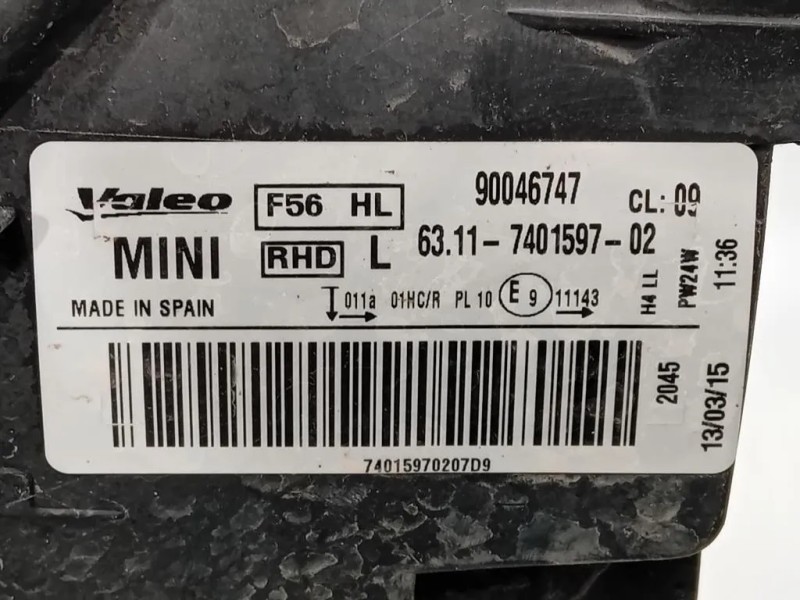 Valeo F56 HL 90046747 CL: 09
MINI RHD L 63.11-7401597-02
MADE IN SPAIN 011a 01HC/R PL 10 E 9 11143
H4 LL
PW24W
11:36
2045
13/03/15
74015970207D9